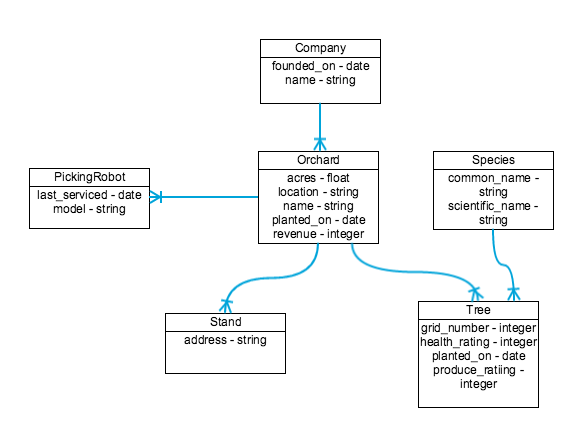 Company
founded_on - date
name - string
PickingRobot
last_serviced - date
model - string
Orchard
acres - float
location - string
name - string
planted_on - date
revenue - integer
Species
common_name -
string
scientific_name -
string
Stand
address - string
Tree
grid_number - integer
health_rating - integer
planted_on - date
produce_ratiing -
integer